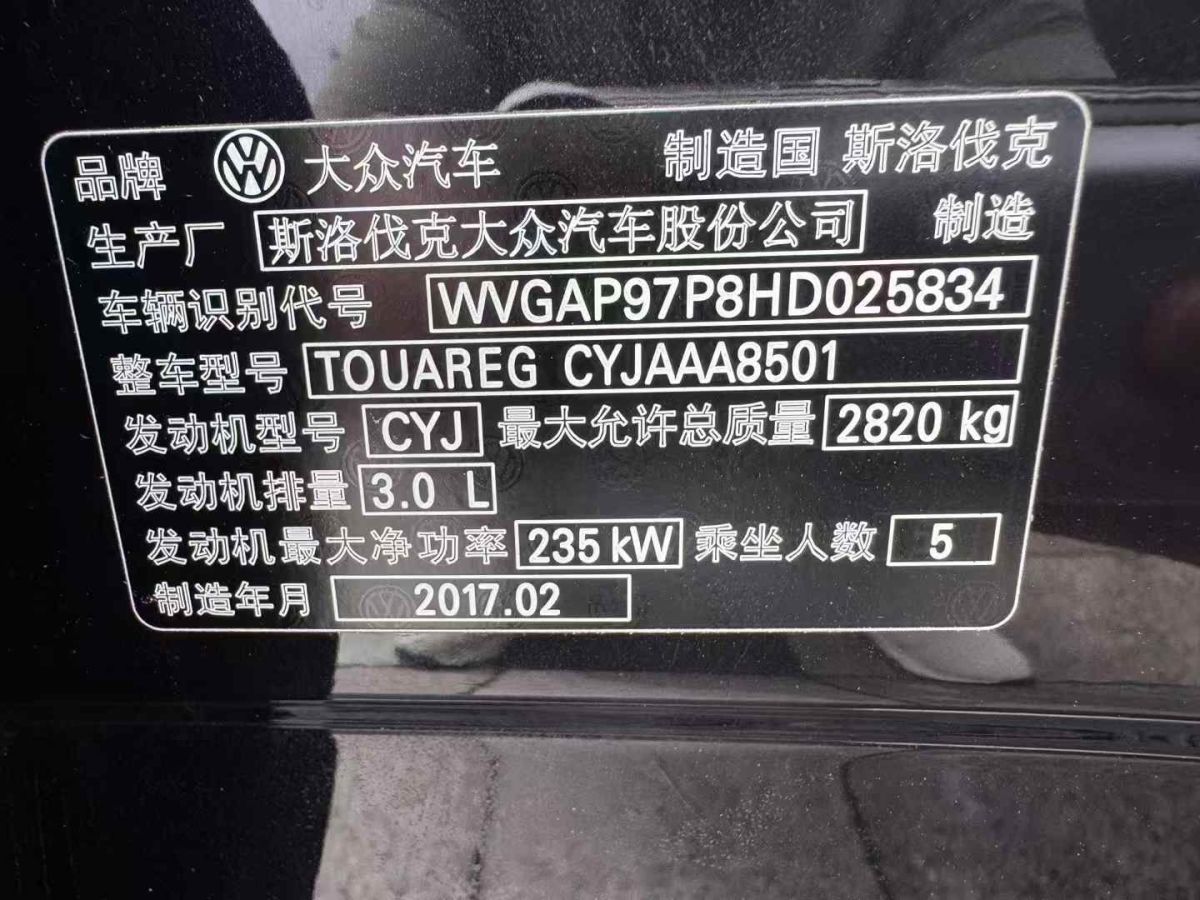 品牌 大众汽车 制造国 斯洛伐克
生产厂 斯洛伐克大众汽车股份公司 制造
车辆识别代号 WVGAP97P8HD025834
整车型号 TOUAREG CYJAAA8501
发动机型号 CYJ 最大允许总质量 2820 kg
发动机排量 3.0 L
发动机最大净功率 235 kW 乘坐人数 5
制造年月 2017.02